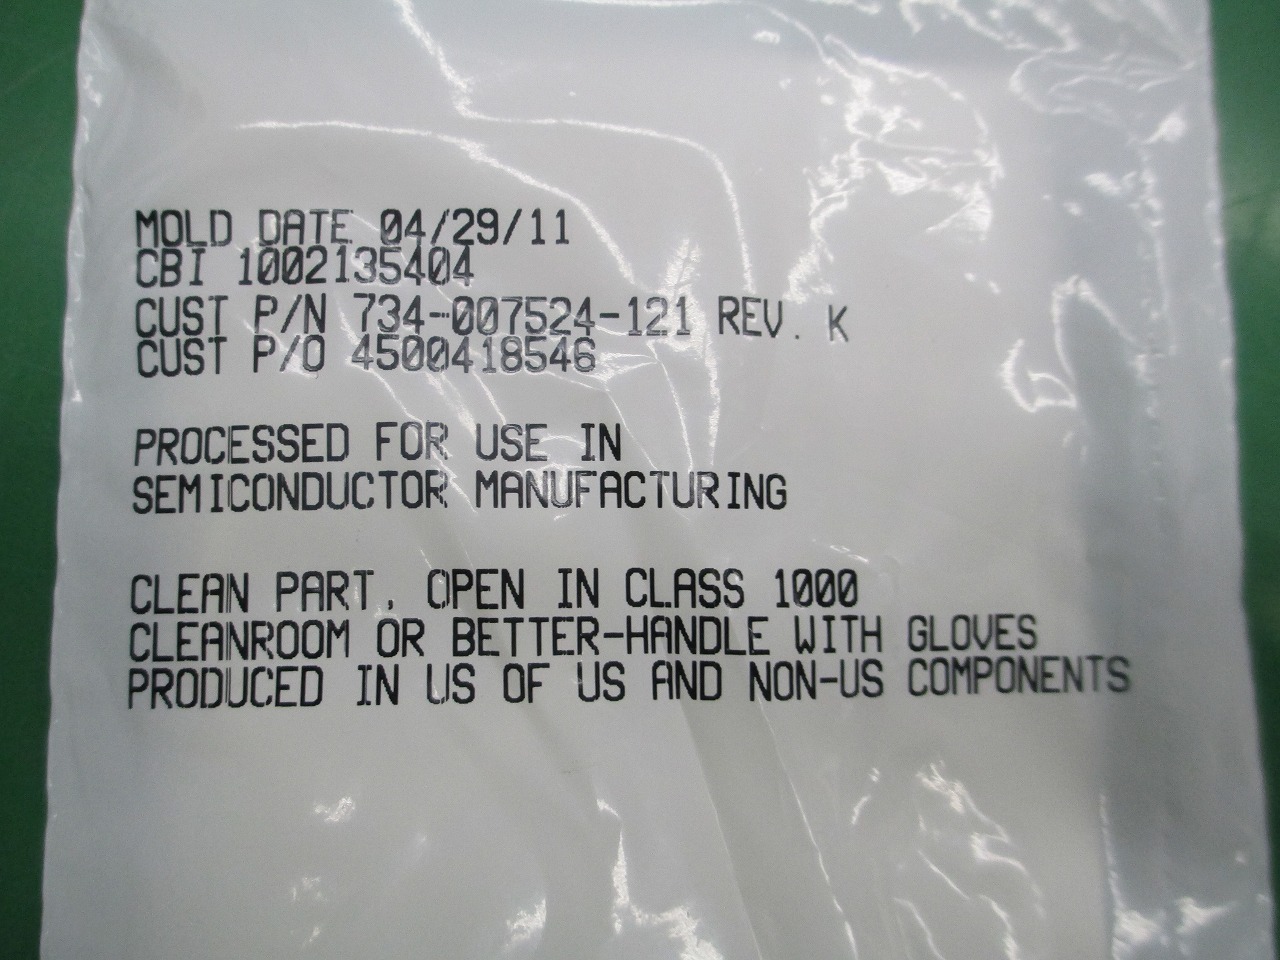 MOLD DATE 04/29/11
CBI 1002135404
CUST P/N 734-007524-121 REV. K
CUST P/O 4500418546
PROCESSED FOR USE IN
SEMICONDUCTOR MANUFACTURING
CLEAN PART, OPEN IN CLASS 1000
CLEANROOM OR BETTER-HANDLE WITH GLOVES
PRODUCED IN US OF US AND NON-US COMPONENTS